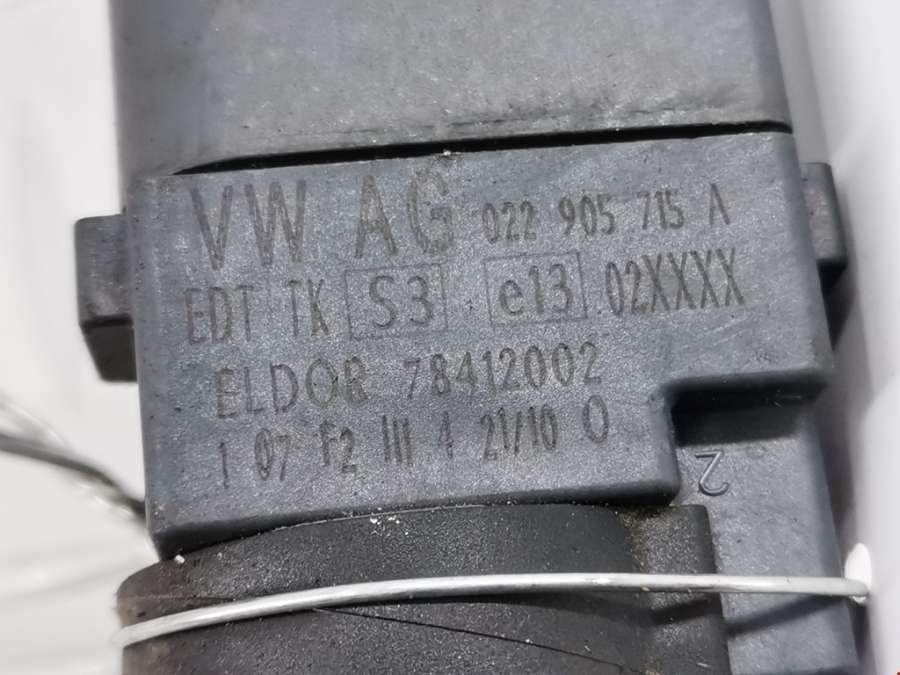 VW AG 022 905 715 A
EDT TK S3 e13 02XXXX
ELDOR 78412002
1 07 F2 III 4 21/10 0
2